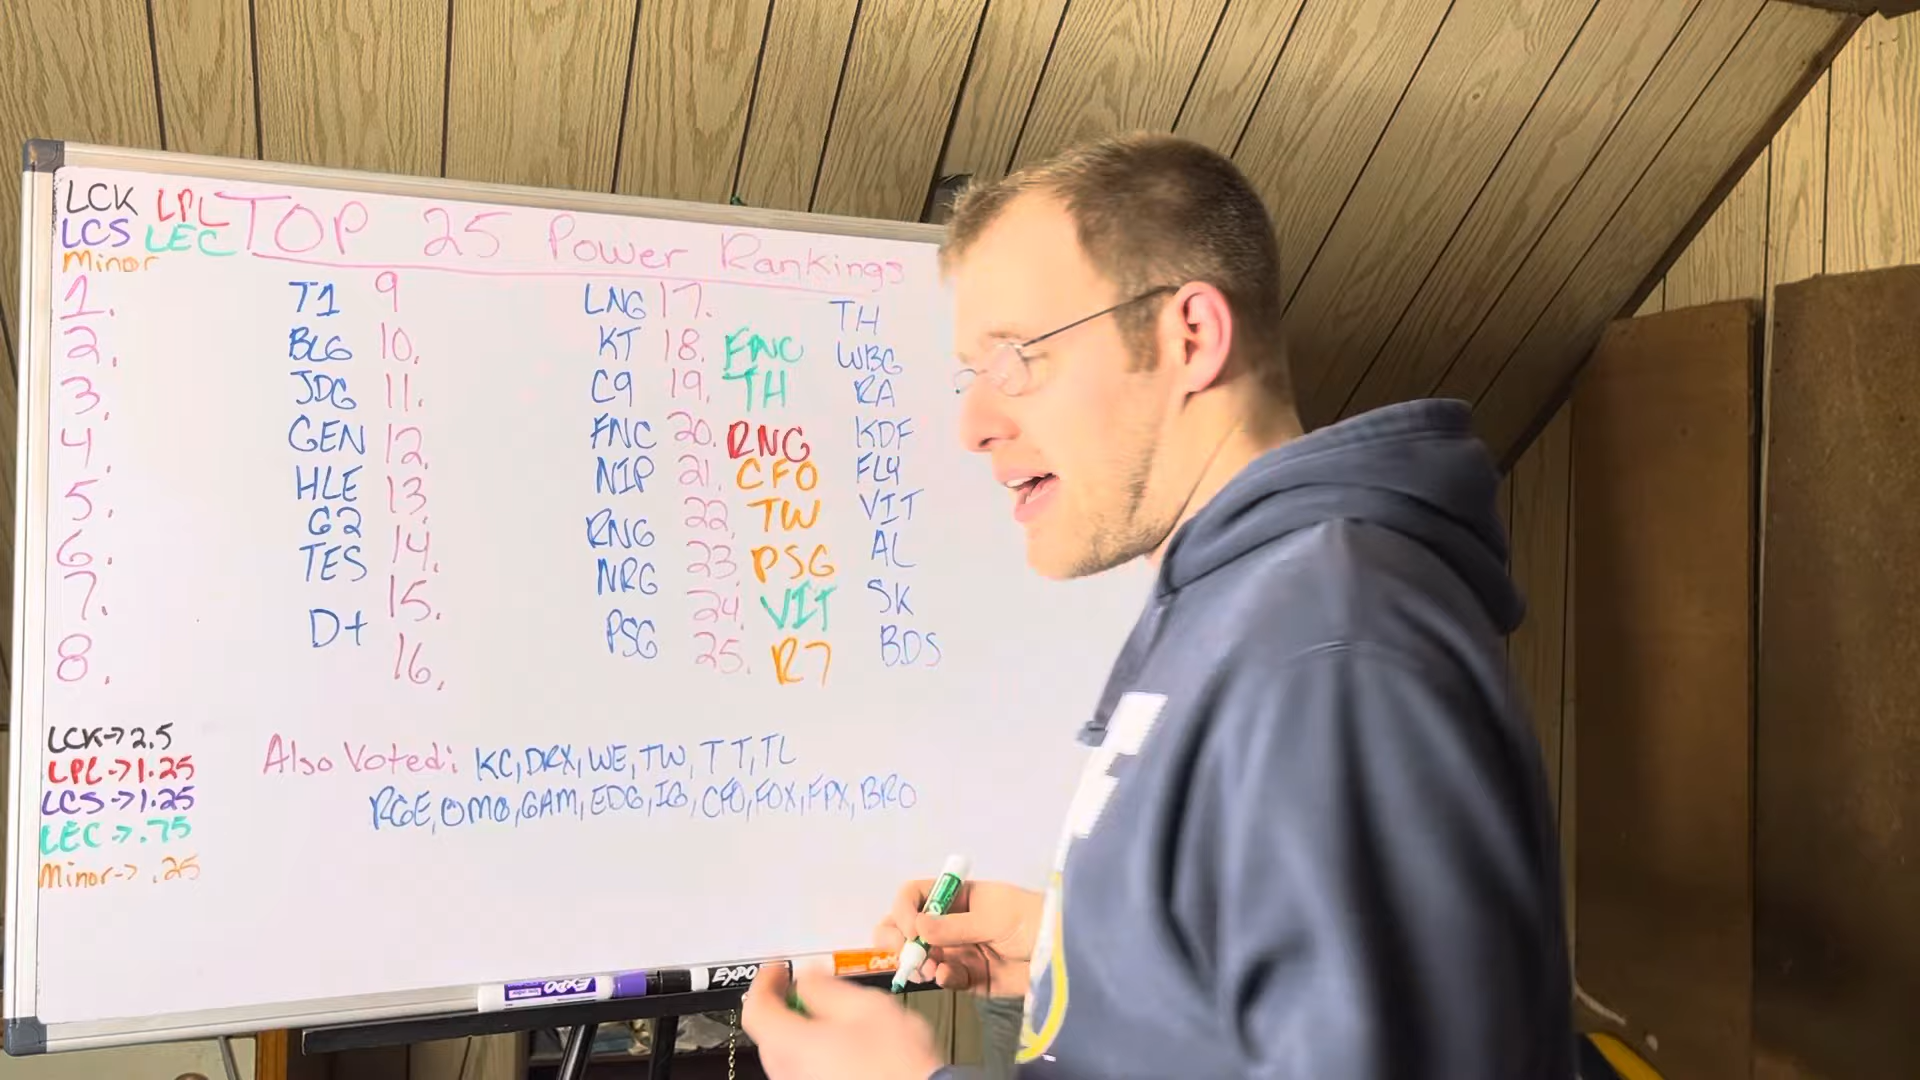 LCK LPL
LCS LEC
Minor
TOP 25 Power Rankings
1. T1
2. BLG
3. JDG
4. GEN
5. HLE
6. G2
7. TES
8. D+
9 LNG
10. KT
11. C9
12. FNC
13. NIP
14. RNG
15. NRG
16. PSG
17. TH
18. FNC WBG
19. TH RA
20. RNG KDF
21. CFO FLY
22. TW VIT
23. PSG AL
24. VIT SK
25. R7 BDS
LCK->2.5
LPL->1.25
LCS->1.25
LEC->.75
Minor->.25
Also Voted: KC, DRX, WE, TW, TT, TL
RGE, OMG, GAM, EDG, IG, CFO, FOX, FPX, BRO
EXPO
EXPO
EXPO